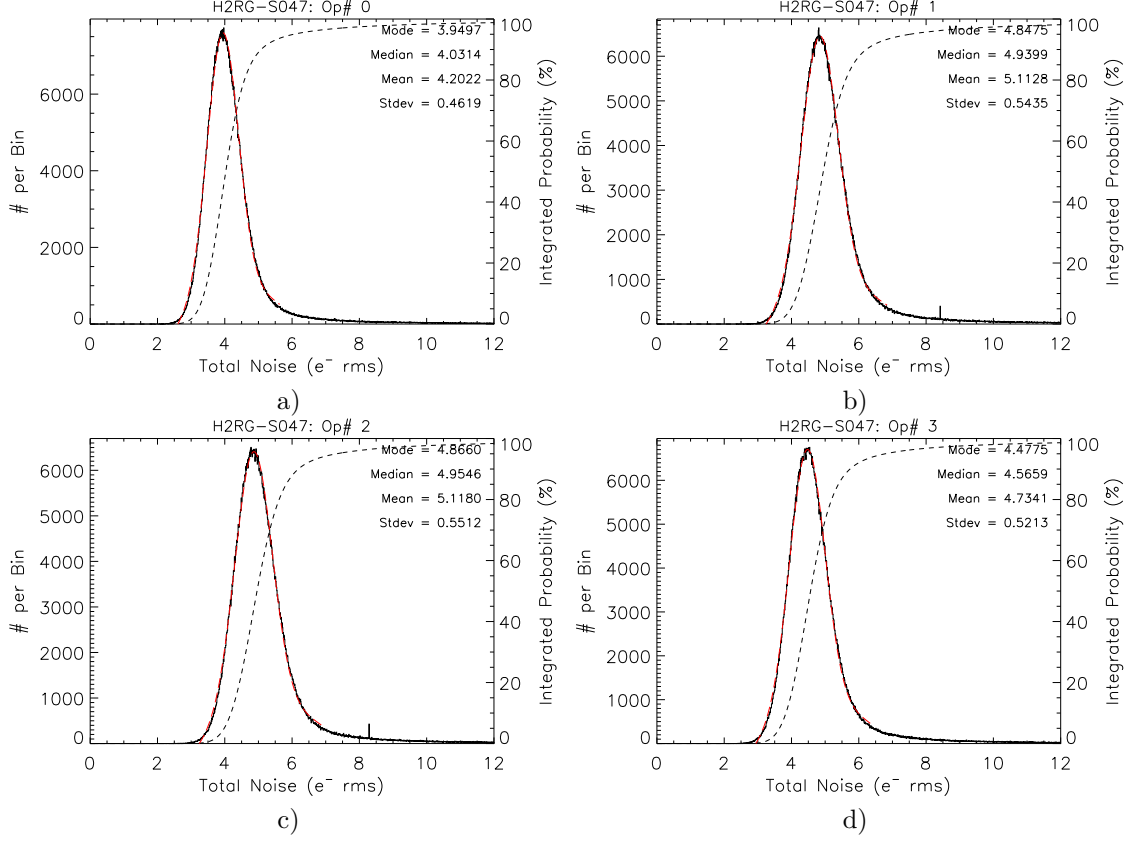 H2RG-S047: Op# 0
Mode = 3.9497
Median = 4.0314
Mean = 4.2022
Stdev = 0.4619
# per Bin
0
2000
4000
6000
Integrated Probability (%)
0
20
40
60
80
100
0 2 4 6 8 10 12
Total Noise (e⁻ rms)
a)
H2RG-S047: Op# 1
Mode = 4.8475
Median = 4.9399
Mean = 5.1128
Stdev = 0.5435
# per Bin
0
1000
2000
3000
4000
5000
6000
Integrated Probability (%)
0
20
40
60
80
100
0 2 4 6 8 10 12
Total Noise (e⁻ rms)
b)
H2RG-S047: Op# 2
Mode = 4.8660
Median = 4.9546
Mean = 5.1180
Stdev = 0.5512
# per Bin
0
1000
2000
3000
4000
5000
6000
Integrated Probability (%)
0
20
40
60
80
100
0 2 4 6 8 10 12
Total Noise (e⁻ rms)
c)
H2RG-S047: Op# 3
Mode = 4.4775
Median = 4.5659
Mean = 4.7341
Stdev = 0.5213
# per Bin
0
1000
2000
3000
4000
5000
6000
Integrated Probability (%)
0
20
40
60
80
100
0 2 4 6 8 10 12
Total Noise (e⁻ rms)
d)